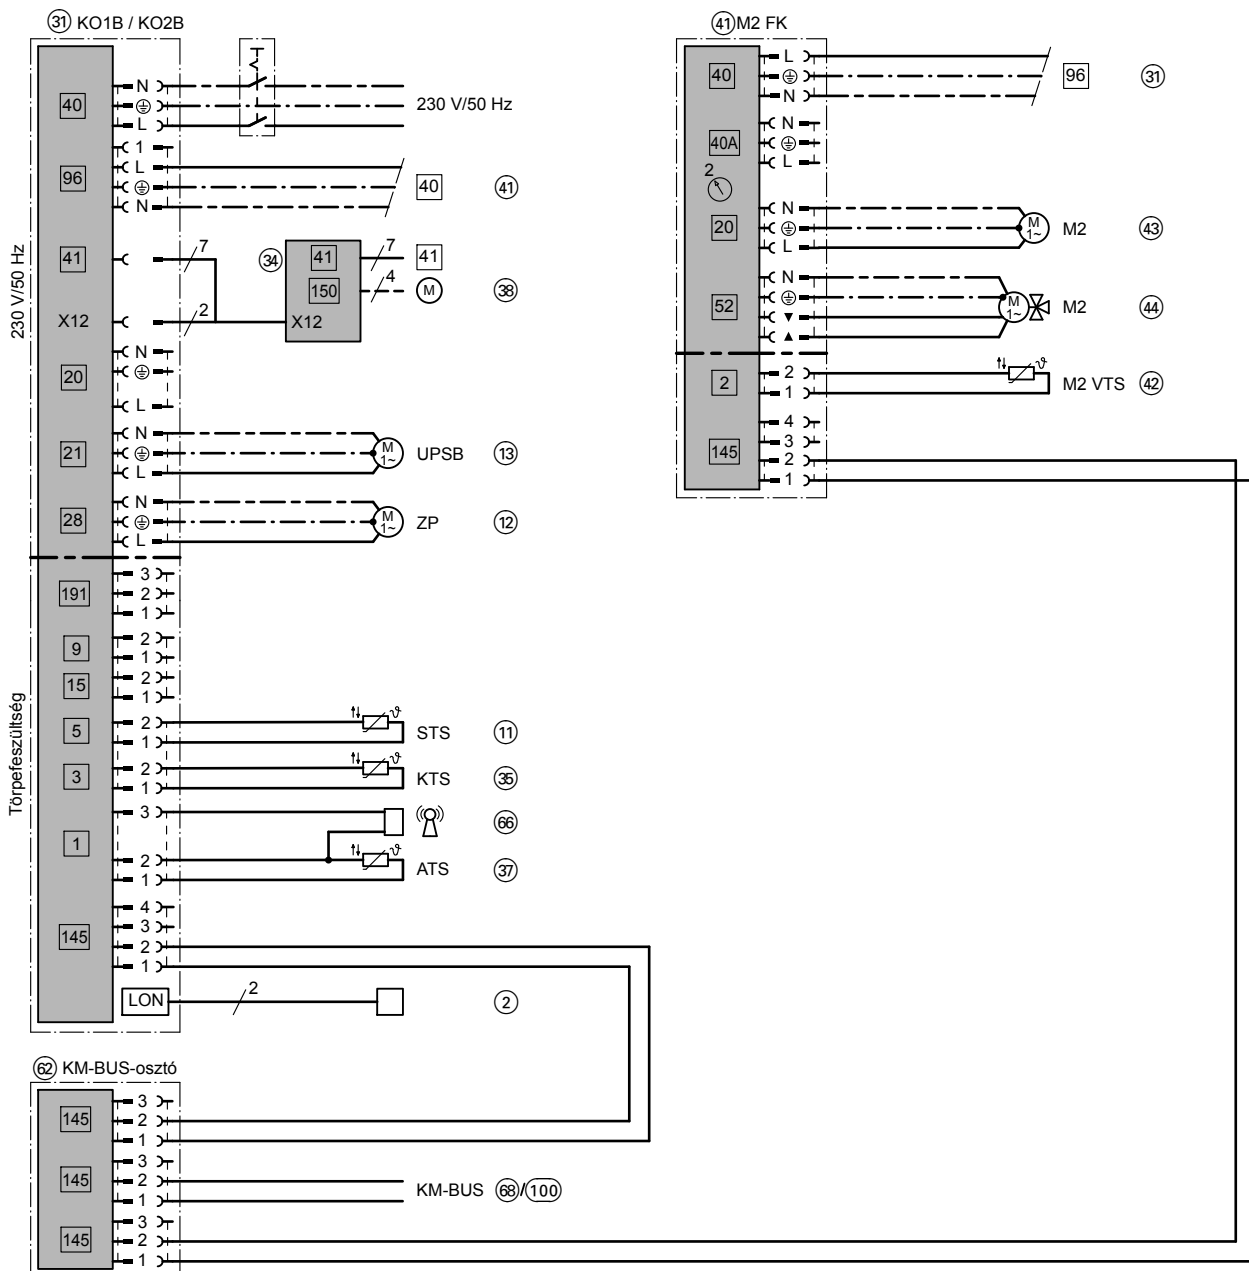 31 KO1B / KO2B
230 V/50 Hz
40
N
L
230 V/50 Hz
96
1
L
N
40 41
41
7
X12
2
34
41
150
X12
7
41
4
M
38
20
N
L
21
N
L
M
1~
UPSB 13
28
N
L
M
1~
ZP 12
Törpefeszültség
191
3
2
1
9
2
1
15
2
1
5
2
1
ϑ
STS 11
3
2
1
ϑ
KTS 35
1
3
66
2
1
ϑ
ATS 37
145
4
3
2
1
LON
2
2
62 KM-BUS-osztó
145
3
2
1
145
3
2
1
KM-BUS 68/100
145
3
2
1
41 M2 FK
40
L
N
96 31
40A
N
L
2
20
N
L
M
1~
M2 43
52
N
▼
▲
M
1~
M2 44
2
2
1
ϑ
M2 VTS 42
145
4
3
2
1